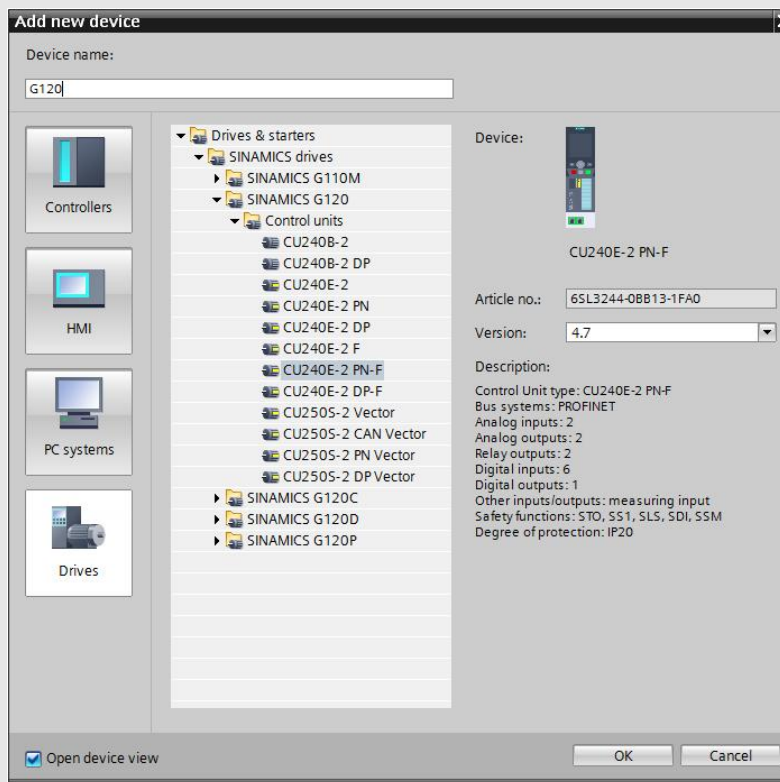 Add new device
Device name:
G120
Controllers
HMI
PC systems
Drives
Drives & starters
SINAMICS drives
SINAMICS G110M
SINAMICS G120
Control units
CU240B-2
CU240B-2 DP
CU240E-2
CU240E-2 PN
CU240E-2 DP
CU240E-2 F
CU240E-2 PN-F
CU240E-2 DP-F
CU250S-2 Vector
CU250S-2 CAN Vector
CU250S-2 PN Vector
CU250S-2 DP Vector
SINAMICS G120C
SINAMICS G120D
SINAMICS G120P
Device:
CU240E-2 PN-F
Article no.: 6SL3244-0BB13-1FA0
Version: 4.7
Description:
Control Unit type: CU240E-2 PN-F
Bus systems: PROFINET
Analog inputs: 2
Analog outputs: 2
Relay outputs: 2
Digital inputs: 6
Digital outputs: 1
Other inputs/outputs: measuring input
Safety functions: STO, SS1, SLS, SDI, SSM
Degree of protection: IP20
Open device view
OK Cancel